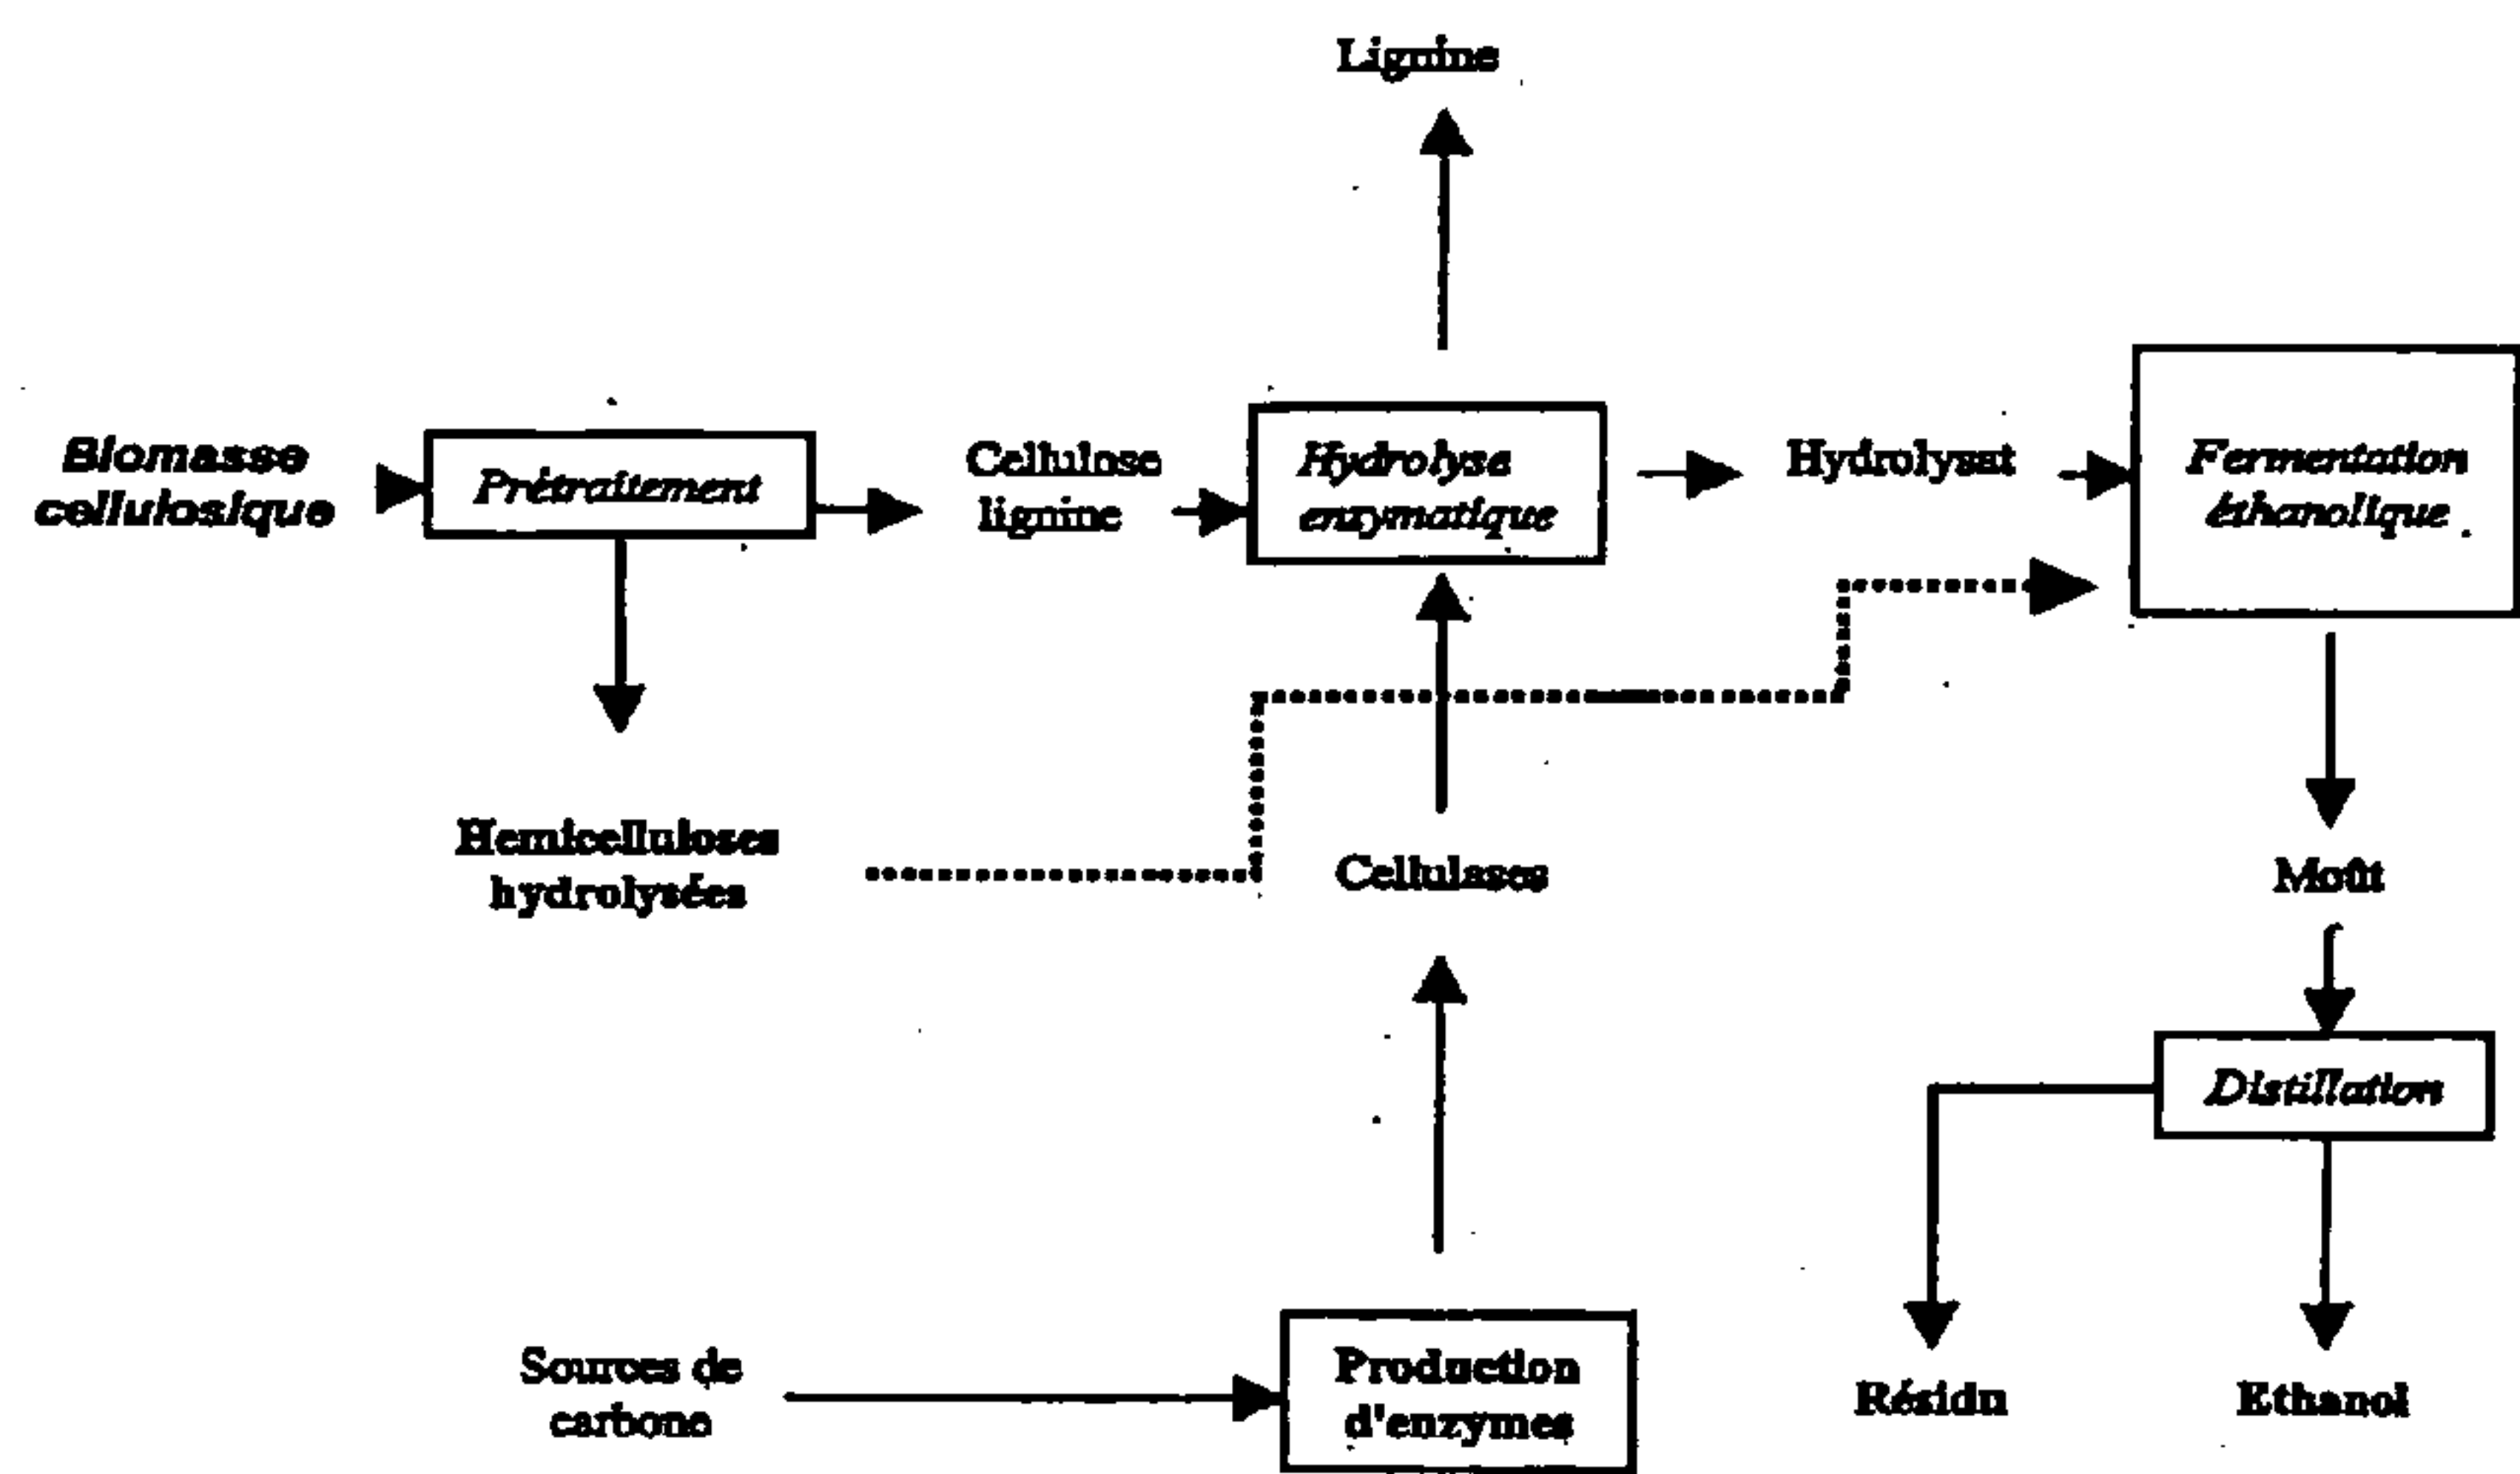 Lignine
Biomasse
cellulosique
Prétraitement
Cellulose
lignine
Hydrolyse
enzymatique
Hydrolysat
Fermentation
éthanolique
Hemicelluloses
hydrolysées
Cellulases
Moût
Distillation
Sources de
carbone
Production
d'enzymes
Résidu
Ethanol